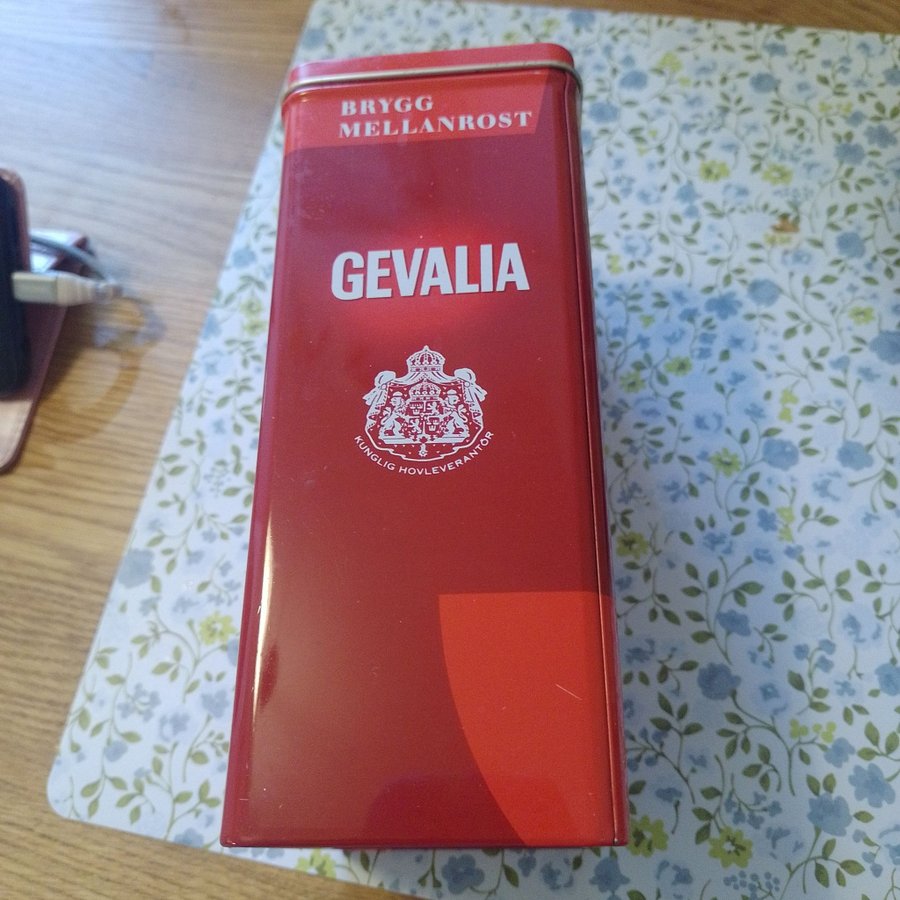 BRYGG
MELLANROST
GEVALIA
KUNGLIG HOVLEVERANTÖR